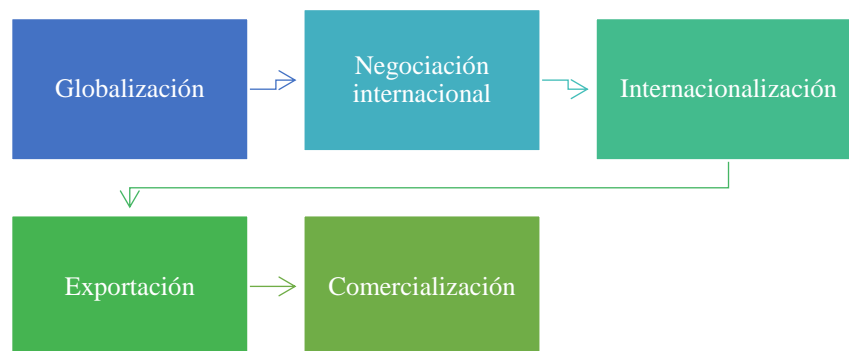 Globalización
Negociación
internacional
Internacionalización
Exportación
Comercialización